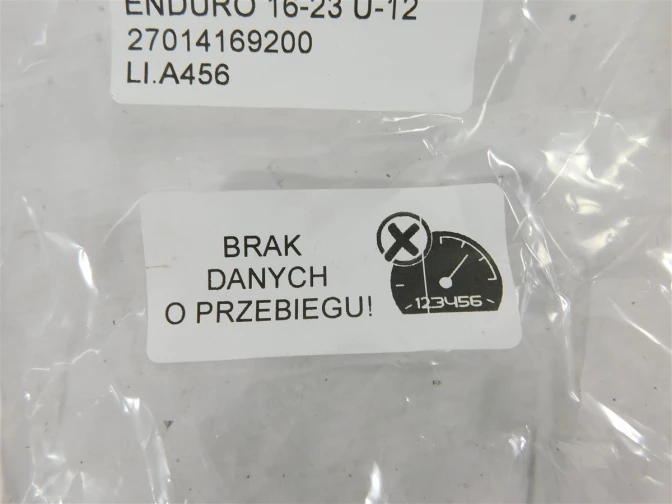 ENDURO 16-23 U-12
27014169200
LI.A456
BRAK
DANYCH
O PRZEBIEGU!
123456